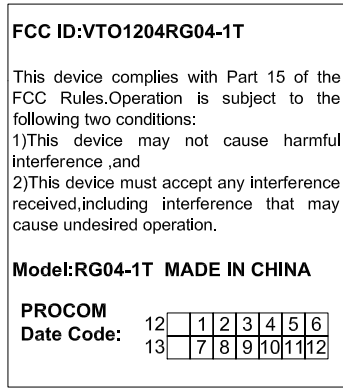 FCC ID:VTO1204RG04-1T
This device complies with Part 15 of the
FCC Rules.Operation is subject to the
following two conditions:
1)This device may not cause harmful
interference ,and
2)This device must accept any interference
received,including interference that may
cause undesired operation.
Model:RG04-1T MADE IN CHINA
PROCOM
Date Code:
12 1 2 3 4 5 6
13 7 8 9 10 11 12